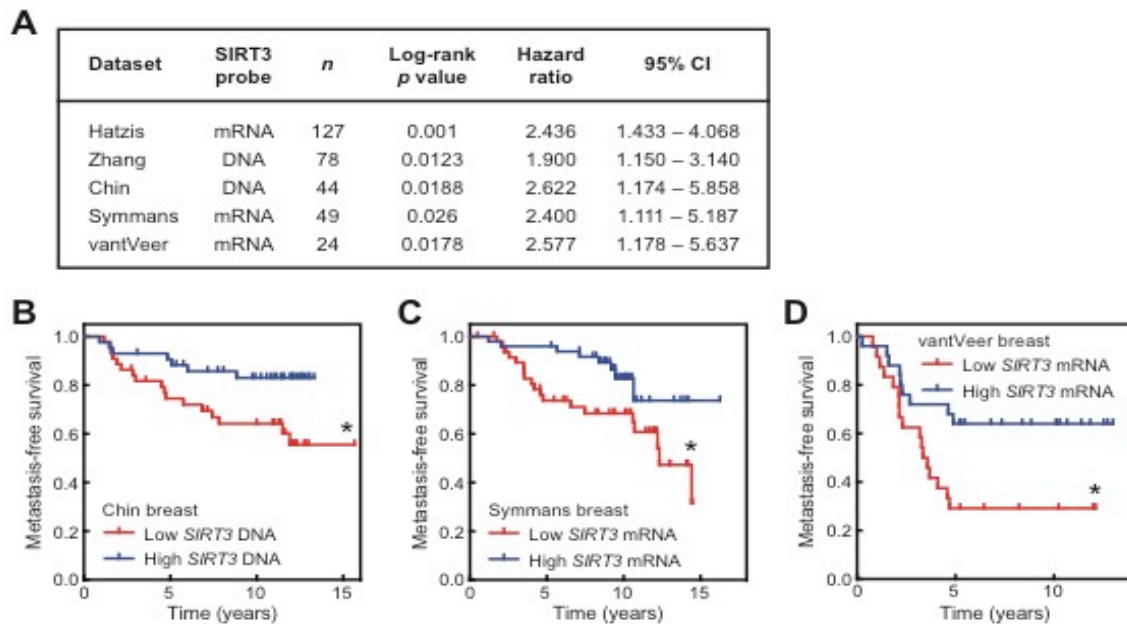 A
Dataset SIRT3 probe n Log-rank p value Hazard ratio 95% CI
Hatzis mRNA 127 0.001 2.436 1.433 – 4.068
Zhang DNA 78 0.0123 1.900 1.150 – 3.140
Chin DNA 44 0.0188 2.622 1.174 – 5.858
Symmans mRNA 49 0.026 2.400 1.111 – 5.187
vantVeer mRNA 24 0.0178 2.577 1.178 – 5.637
B
Metastasis-free survival
1.0
0.8
0.6
0.4
0.2
0.0
*
Chin breast
Low SIRT3 DNA
High SIRT3 DNA
0 5 10 15
Time (years)
C
Metastasis-free survival
1.0
0.8
0.6
0.4
0.2
0.0
*
Symmans breast
Low SIRT3 mRNA
High SIRT3 mRNA
0 5 10 15
Time (years)
D
Metastasis-free survival
1.0
0.8
0.6
0.4
0.2
0.0
vantVeer breast
Low SIRT3 mRNA
High SIRT3 mRNA
*
0 5 10
Time (years)